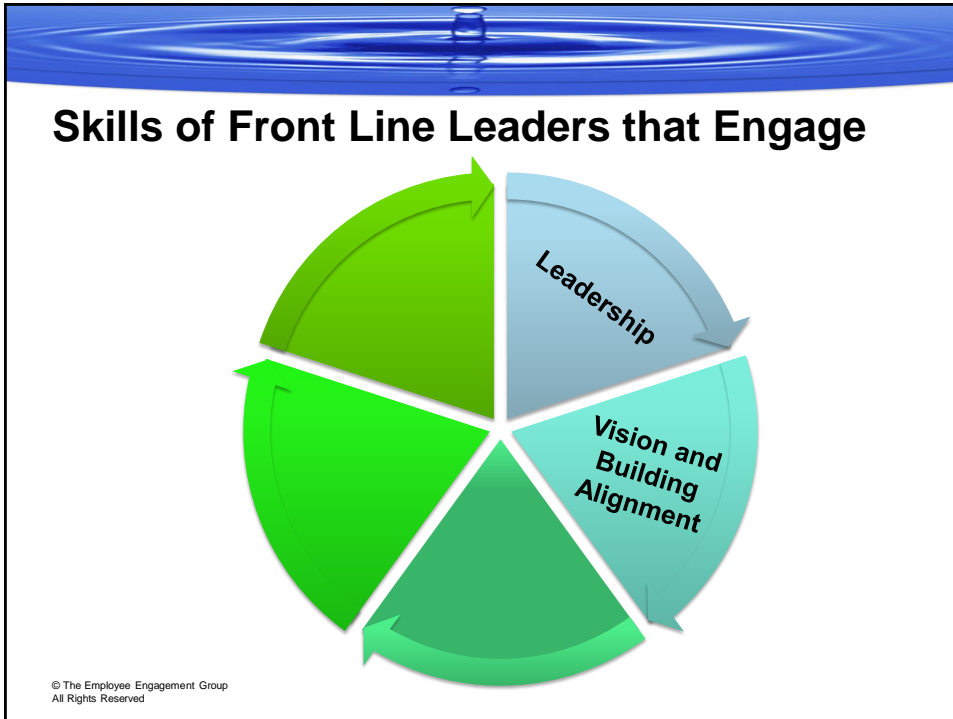 Skills of Front Line Leaders that Engage
Leadership
Vision and
Building
Alignment
© The Employee Engagement Group
All Rights Reserved